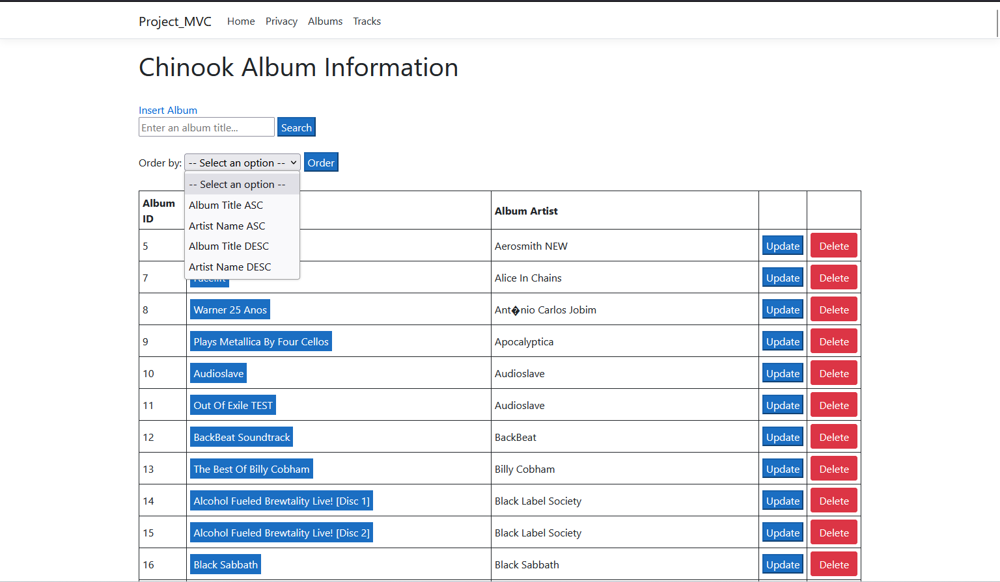 Project_MVC Home Privacy Albums Tracks
Chinook Album Information
Insert Album
Enter an album title... Search
Order by: -- Select an option -- Order
-- Select an option --
Album Title ASC
Artist Name ASC
Album Title DESC
Artist Name DESC
Album ID Album Artist
5 Aerosmith NEW Update Delete
7 Facelift Alice In Chains Update Delete
8 Warner 25 Anos Ant�nio Carlos Jobim Update Delete
9 Plays Metallica By Four Cellos Apocalyptica Update Delete
10 Audioslave Audioslave Update Delete
11 Out Of Exile TEST Audioslave Update Delete
12 BackBeat Soundtrack BackBeat Update Delete
13 The Best Of Billy Cobham Billy Cobham Update Delete
14 Alcohol Fueled Brewtality Live! [Disc 1] Black Label Society Update Delete
15 Alcohol Fueled Brewtality Live! [Disc 2] Black Label Society Update Delete
16 Black Sabbath Black Sabbath Update Delete